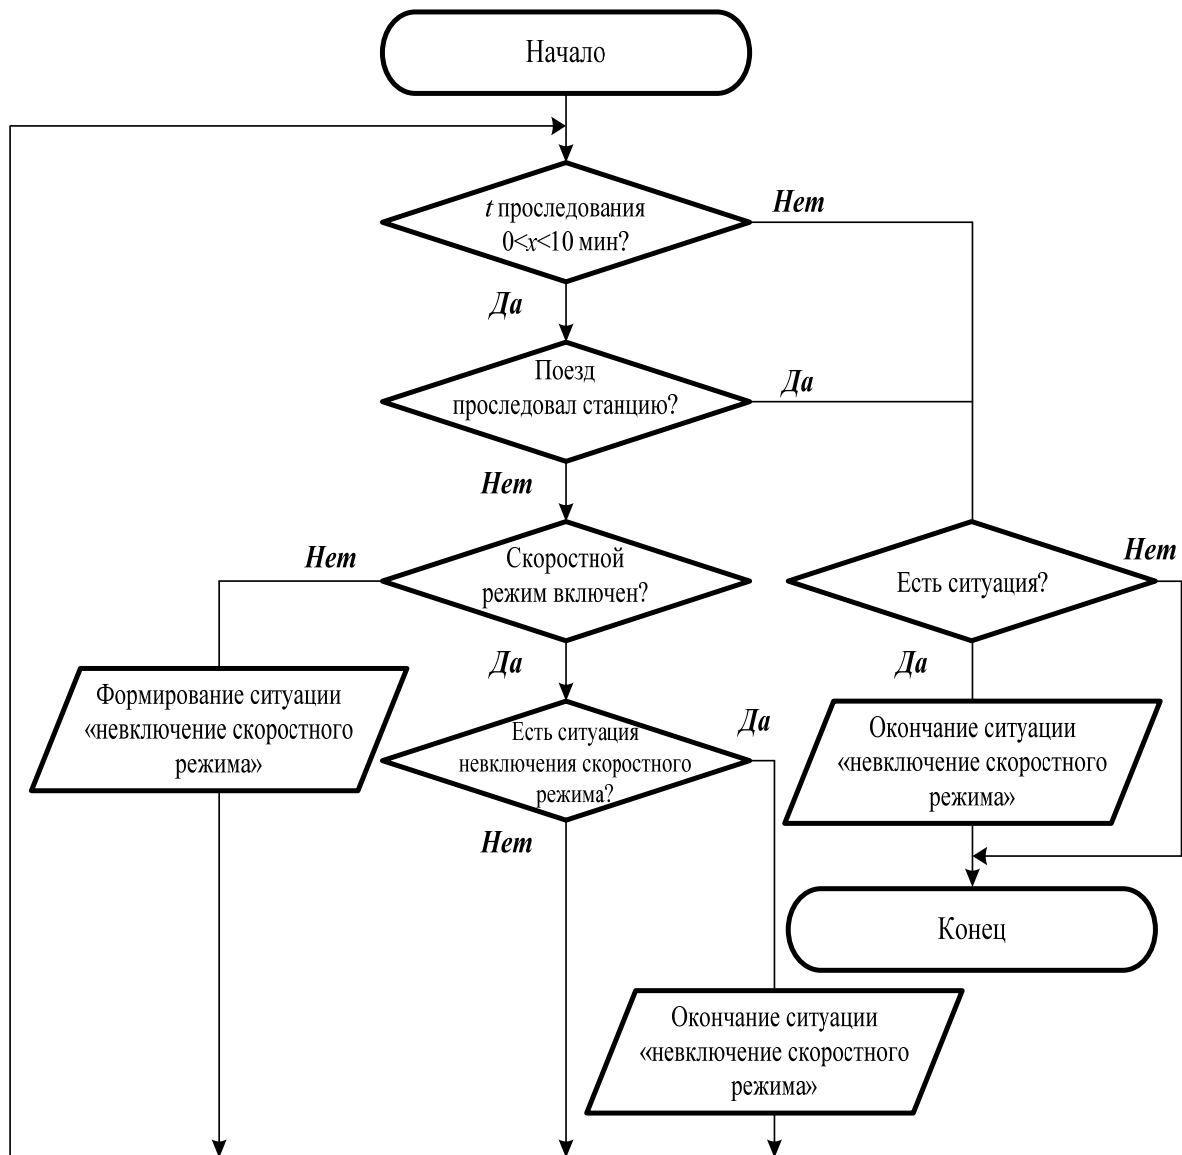 Начало
t проследования
0<x<10 мин?
Нет
Да
Поезд
проследовал станцию?
Да
Нет
Скоростной
режим включен?
Нет
Да
Есть ситуация?
Нет
Да
Формирование ситуации
«невключение скоростного
режима»
Есть ситуация
невключения скоростного
режима?
Да
Нет
Окончание ситуации
«невключение скоростного
режима»
Конец
Окончание ситуации
«невключение скоростного
режима»